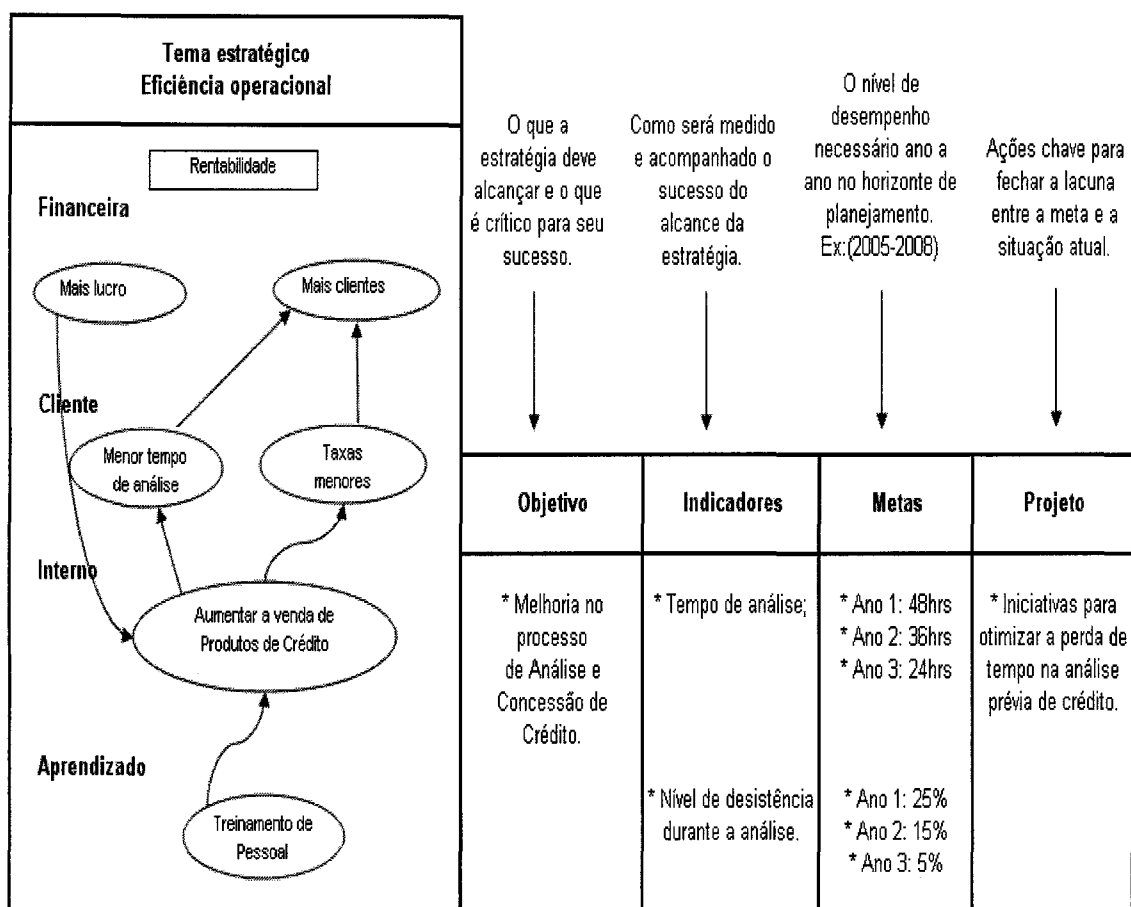 Tema estratégico
Eficiência operacional
Rentabilidade
Financeira
Mais lucro
Mais clientes
Cliente
Menor tempo
de análise
Taxas
menores
Interno
Aumentar a venda de
Produtos de Crédito
Aprendizado
Treinamento de
Pessoal
O que a
estratégia deve
alcançar e o que
é crítico para seu
sucesso.
Como será medido
e acompanhado o
sucesso do
alcance da
estratégia.
O nível de
desempenho
necessário ano a
ano no horizonte de
planejamento.
Ex:(2005-2008)
Ações chave para
fechar a lacuna
entre a meta e a
situação atual.
Objetivo
Indicadores
Metas
Projeto
* Melhoria no
processo
de Análise e
Concessão de
Crédito.
* Tempo de análise;
* Ano 1: 48hrs
* Ano 2: 36hrs
* Ano 3: 24hrs
* Iniciativas para
otimizar a perda de
tempo na análise
prévia de crédito.
* Nível de desistência
durante a análise.
* Ano 1: 25%
* Ano 2: 15%
* Ano 3: 5%